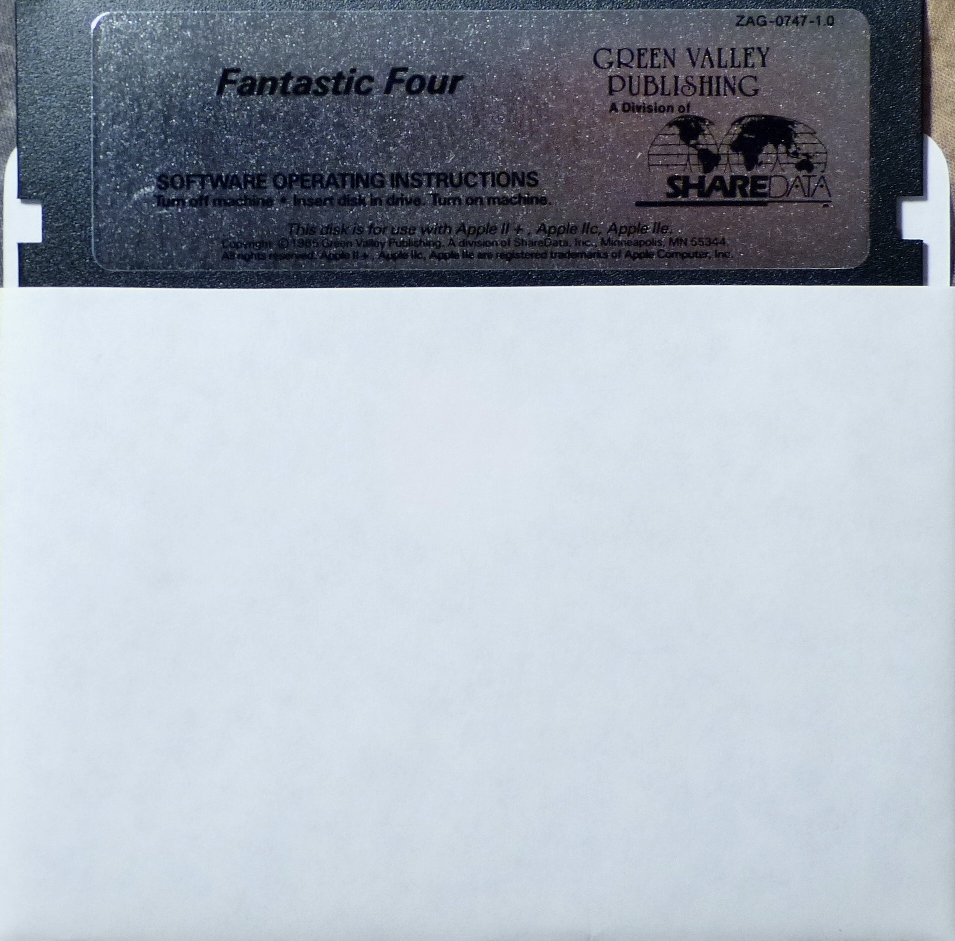 ZAG-0747-1.0
Fantastic Four
GREEN VALLEY
PUBLISHING
A Division of
SHAREDATA
SOFTWARE OPERATING INSTRUCTIONS
Turn off machine * Insert disk in drive. Turn on machine.
This disk is for use with Apple II + , Apple IIc, Apple IIe.
Copyright © 1985 Green Valley Publishing, A division of ShareData, Inc., Minneapolis, MN 55344.
All rights reserved. Apple II + , Apple IIc, Apple IIe are registered trademarks of Apple Computer, Inc.